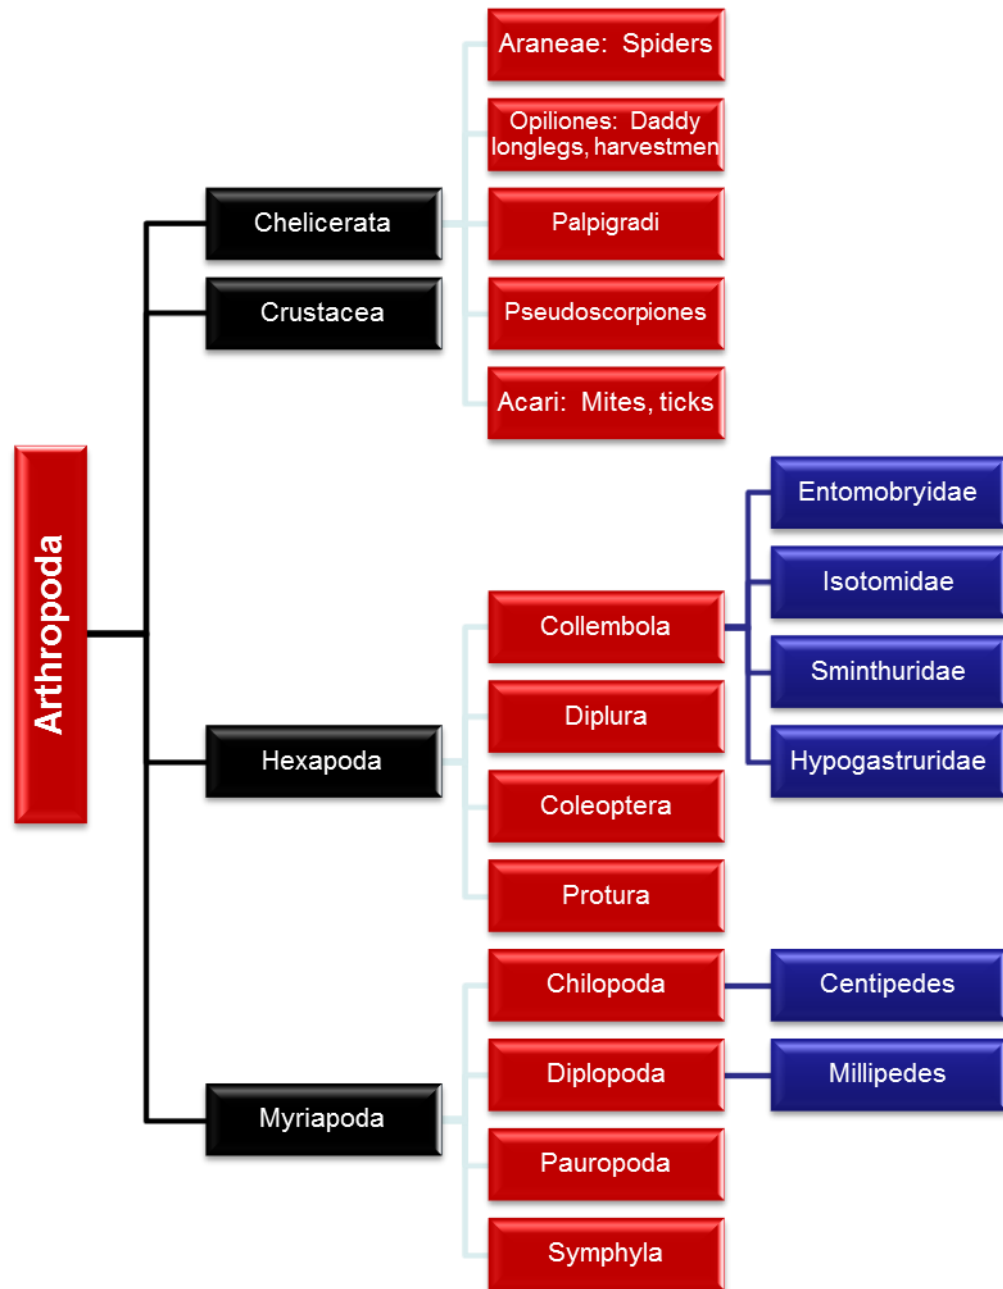 Arthropoda
Chelicerata
Araneae:  Spiders
Opiliones:  Daddy
longlegs, harvestmen
Palpigradi
Pseudoscorpiones
Acari:  Mites, ticks
Crustacea
Hexapoda
Collembola
Entomobryidae
Isotomidae
Sminthuridae
Hypogastruridae
Diplura
Coleoptera
Protura
Myriapoda
Chilopoda
Centipedes
Diplopoda
Millipedes
Pauropoda
Symphyla